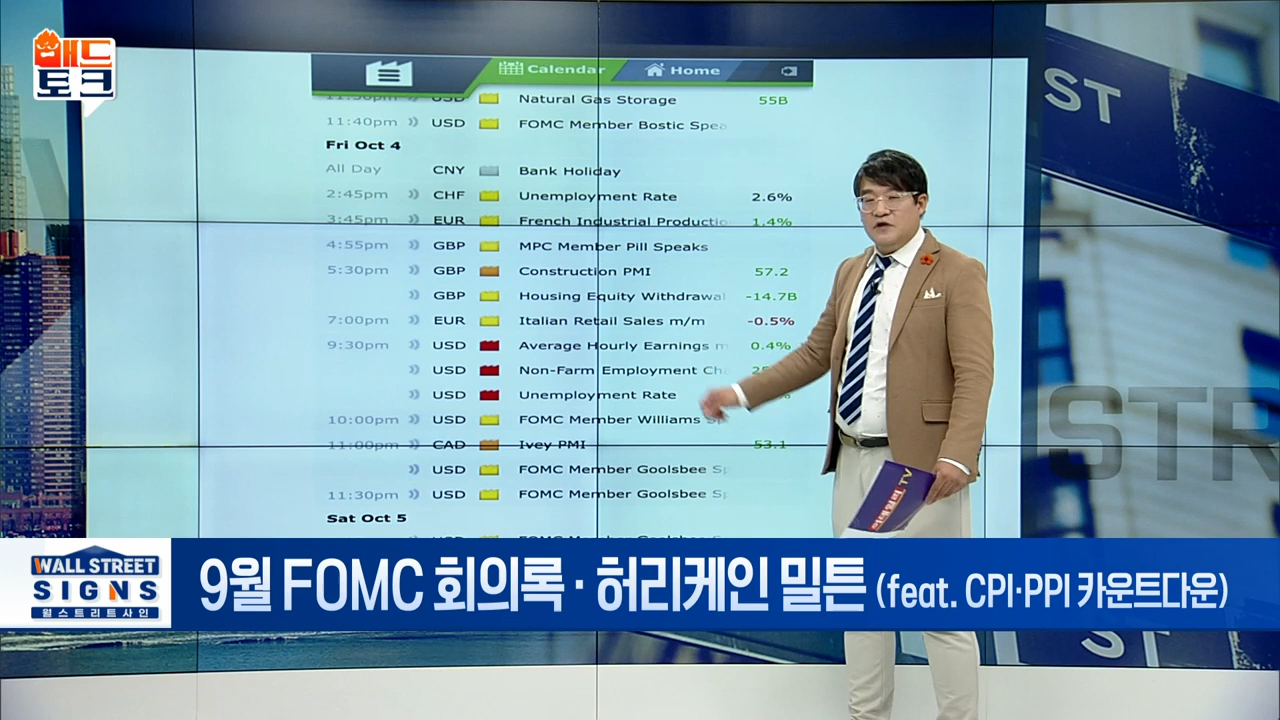 매드
토크
Calendar
Home
USD Natural Gas Storage 55B
11:40pm USD FOMC Member Bostic Spea
Fri Oct 4
All Day CNY Bank Holiday
2:45pm CHF Unemployment Rate 2.6%
3:45pm EUR French Industrial Productio 1.4%
4:55pm GBP MPC Member Pill Speaks
5:30pm GBP Construction PMI 57.2
GBP Housing Equity Withdrawal -14.7B
7:00pm EUR Italian Retail Sales m/m -0.5%
9:30pm USD Average Hourly Earnings m 0.4%
USD Non-Farm Employment Ch
USD Unemployment Rate
10:00pm USD FOMC Member Williams Sp
11:00pm CAD Ivey PMI 53.1
USD FOMC Member Goolsbee Sp
11:30pm USD FOMC Member Goolsbee Sp
Sat Oct 5
ST
STR
WALL STREET
SIGNS
월스트리트사인
9월 FOMC 회의록·허리케인 밀튼 (feat. CPI·PPI 카운트다운)
ST